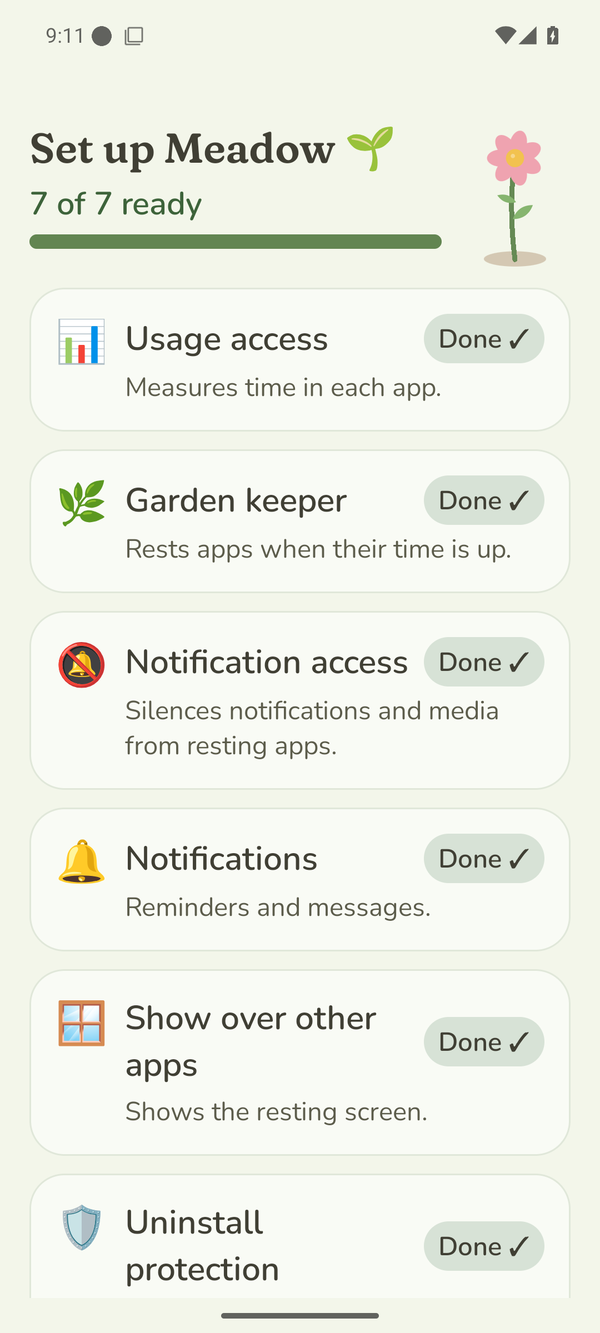 9:11
Set up Meadow 🌱
7 of 7 ready
Usage access
Done ✓
Measures time in each app.
Garden keeper
Done ✓
Rests apps when their time is up.
Notification access
Done ✓
Silences notifications and media
from resting apps.
Notifications
Done ✓
Reminders and messages.
Show over other
apps
Done ✓
Shows the resting screen.
Uninstall
protection
Done ✓